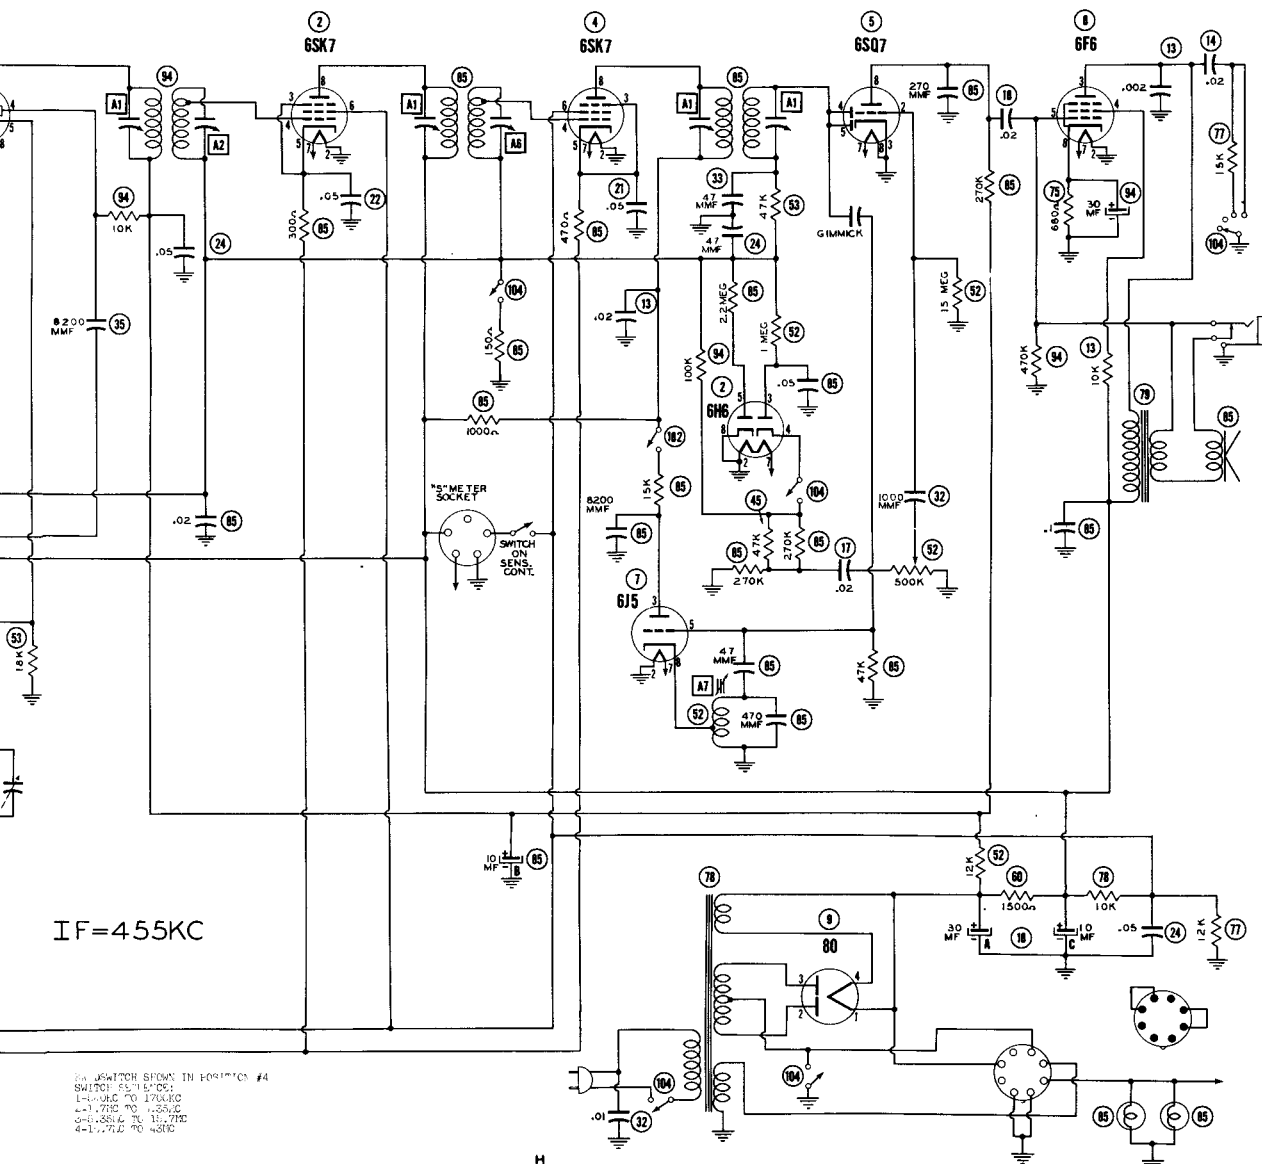 2
6SK7
4
6SK7
5
6SQ7
8
6F6
13
14
94
A1
A2
85
A1
A6
85
A1
A1
270 MMF
85
18
.02
.002
.02
77
15K
94
10K
.05
24
.05
22
300Ω
85
470Ω
85
21
.05
33
47 MMF
47K
53
47 MMF
24
GIMMICK
270K
85
75
680Ω
30 MF
94
104
8200 MMF
35
104
150Ω
85
13
.02
2.2 MEG
85
52
1 MEG
15 MEG
52
100K
94
470K
94
13
10K
2
6H6
.05
85
79
85
85
1000Ω
182
15K
85
"S" METER SOCKET
SWITCH ON SENS. CONT.
8200 MMF
85
.02
85
104
45
47K
270K
85
85
270K
1000 MMF
32
17
.02
52
500K
.1
85
7
6J5
53
18K
47 MMF
85
A7
52
470 MMF
85
47K
85
10 MF
B
85
12K
52
60
1500Ω
78
10K
30 MF
A
18
C
10 MF
.05
24
12K
77
IF=455KC
78
9
80
104
.01
32
104
85
85
SHOWN IN #4
H